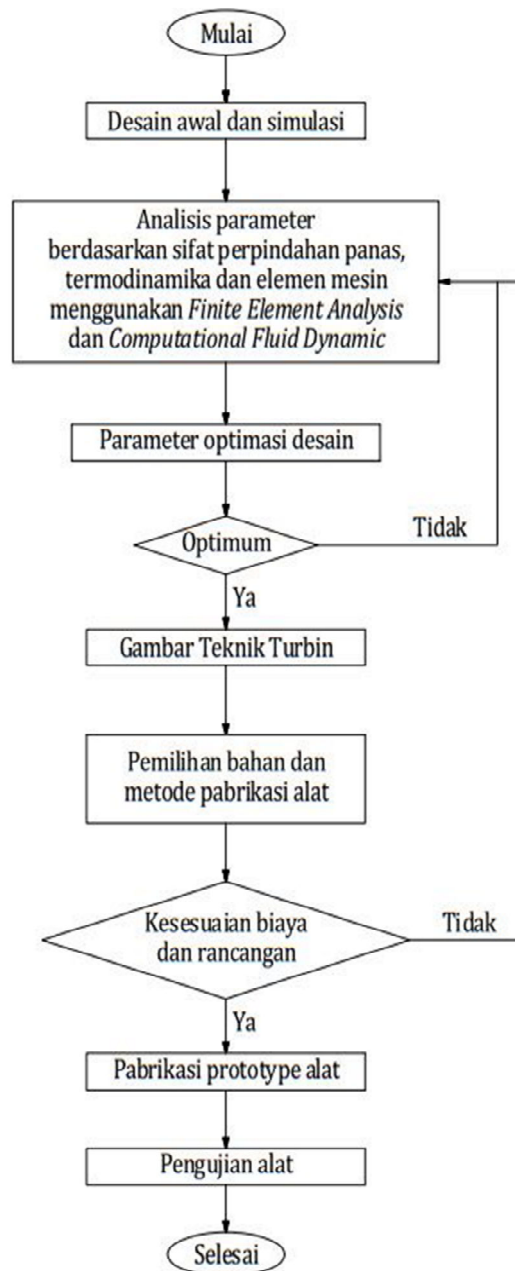 Mulai
Desain awal dan simulasi
Analisis parameter
berdasarkan sifat perpindahan panas,
termodinamika dan elemen mesin
menggunakan Finite Element Analysis
dan Computational Fluid Dynamic
Parameter optimasi desain
Optimum
Tidak
Ya
Gambar Teknik Turbin
Pemilihan bahan dan
metode pabrikasi alat
Kesesuaian biaya
dan rancangan
Tidak
Ya
Pabrikasi prototype alat
Pengujian alat
Selesai